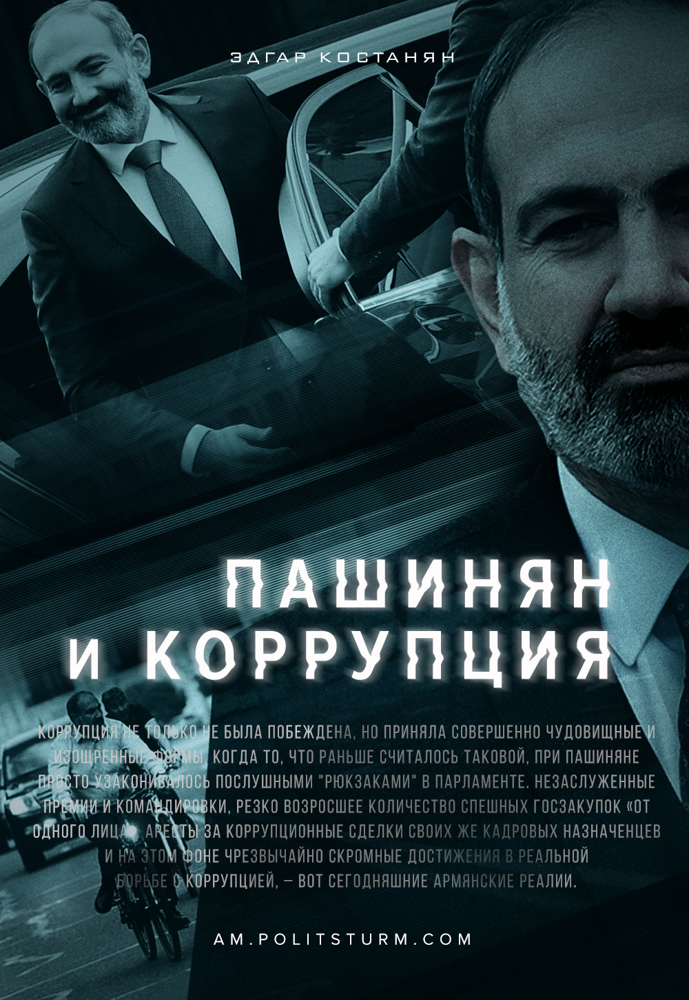 ЭДГАР КОСТАНЯН
ПАШИНЯН
и КОРРУПЦИЯ
КОРРУПЦИЯ НЕ ТОЛЬКО НЕ БЫЛА ПОБЕЖДЕНА, НО ПРИНЯЛА СОВЕРШЕННО ЧУДОВИЩНЫЕ И
ИЗОЩРЕННЫЕ ФОРМЫ, КОГДА ТО, ЧТО РАНЬШЕ СЧИТАЛОСЬ ТАКОВОЙ, ПРИ ПАШИНЯНЕ
ПРОСТО УЗАКОНИВАЛОСЬ ПОСЛУШНЫМИ "РЮКЗАКАМИ" В ПАРЛАМЕНТЕ. НЕЗАСЛУЖЕННЫЕ
ПРЕМИИ И КОМАНДИРОВКИ, РЕЗКО ВОЗРОСШЕЕ КОЛИЧЕСТВО СПЕШНЫХ ГОСЗАКУПОК «ОТ
ОДНОГО ЛИЦА», АРЕСТЫ ЗА КОРРУПЦИОННЫЕ СДЕЛКИ СВОИХ ЖЕ КАДРОВЫХ НАЗНАЧЕНЦЕВ
И НА ЭТОМ ФОНЕ ЧРЕЗВЫЧАЙНО СКРОМНЫЕ ДОСТИЖЕНИЯ В РЕАЛЬНОЙ
БОРЬБЕ С КОРРУПЦИЕЙ, – ВОТ СЕГОДНЯШНИЕ АРМЯНСКИЕ РЕАЛИИ.
AM.POLITSTURM.COM